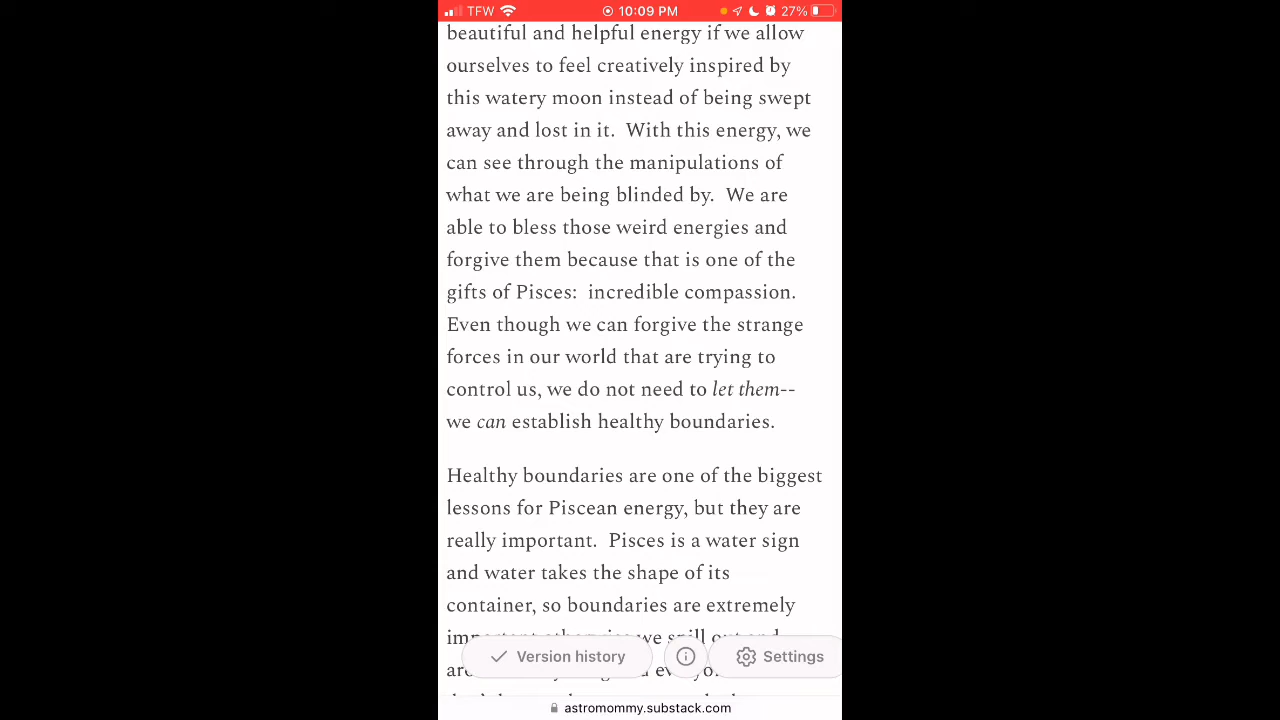 TFW 10:09 PM 27%
beautiful and helpful energy if we allow
ourselves to feel creatively inspired by
this watery moon instead of being swept
away and lost in it.  With this energy, we
can see through the manipulations of
what we are being blinded by.  We are
able to bless those weird energies and
forgive them because that is one of the
gifts of Pisces:  incredible compassion.
Even though we can forgive the strange
forces in our world that are trying to
control us, we do not need to let them--
we can establish healthy boundaries.
Healthy boundaries are one of the biggest
lessons for Piscean energy, but they are
really important.  Pisces is a water sign
and water takes the shape of its
container, so boundaries are extremely
we spill out and
Version history Settings
astromommy.substack.com